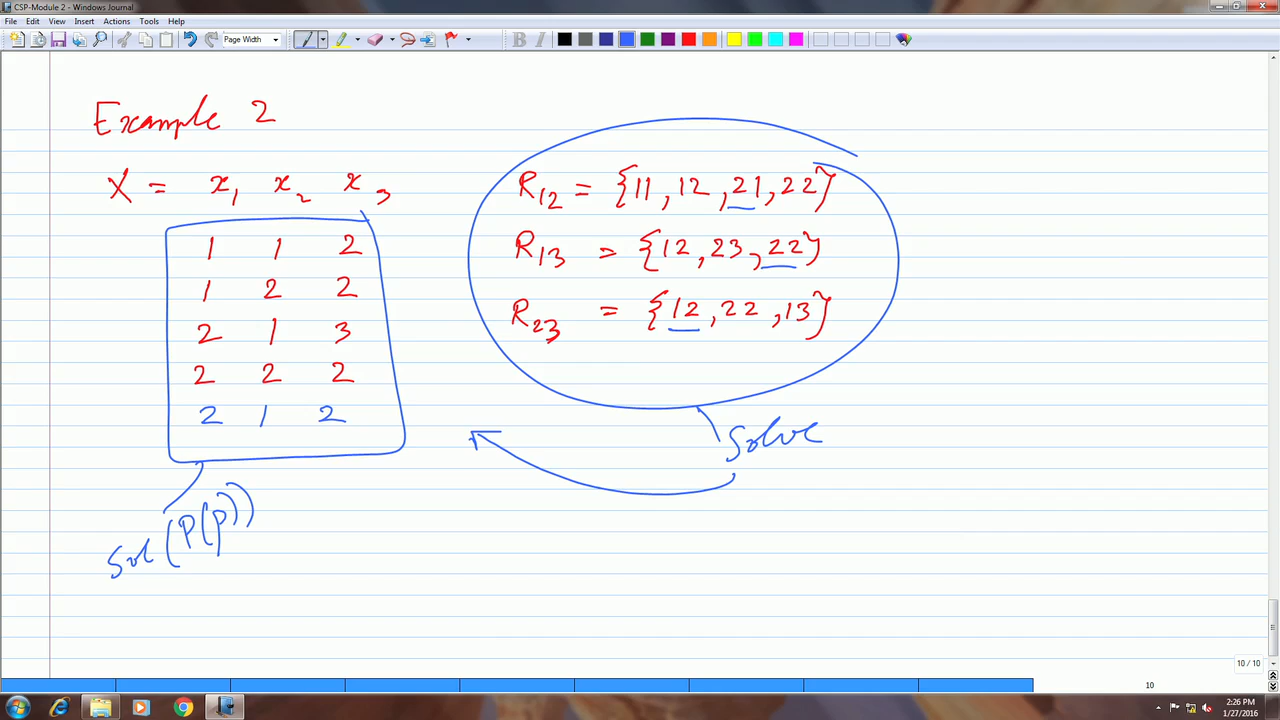 CSP-Module 2 - Windows Journal
File Edit View Insert Actions Tools Help
Page Width
Example 2
X = x1 x2 x3
1 1 2
1 2 2
2 1 3
2 2 2
2 1 2
Sol(P(ρ))
R12 = {11, 12, 21, 22}
R13 = {12, 23, 22}
R23 = {12, 22, 13}
Solve
10 / 10
10
2:26 PM
1/27/2016